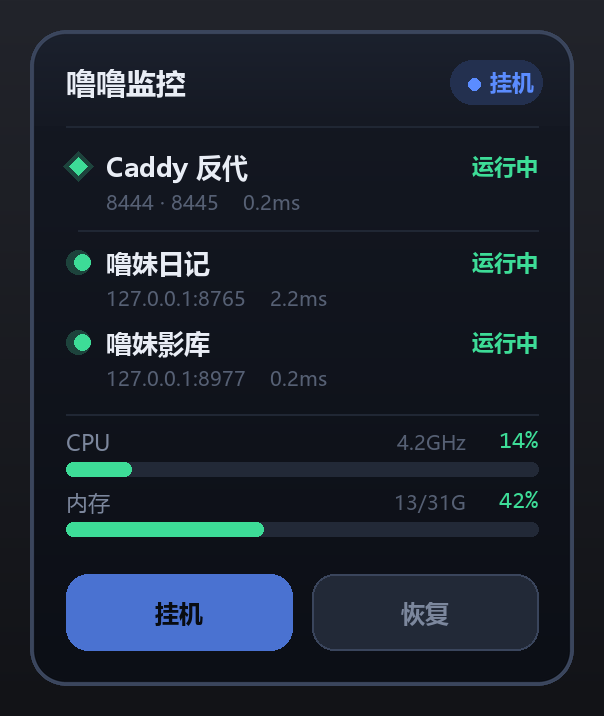 噜噜监控 挂机
Caddy 反代 运行中
8444 · 8445 0.2ms
噜妹日记 运行中
127.0.0.1:8765 2.2ms
噜妹影库 运行中
127.0.0.1:8977 0.2ms
CPU 4.2GHz 14%
内存 13/31G 42%
挂机 恢复